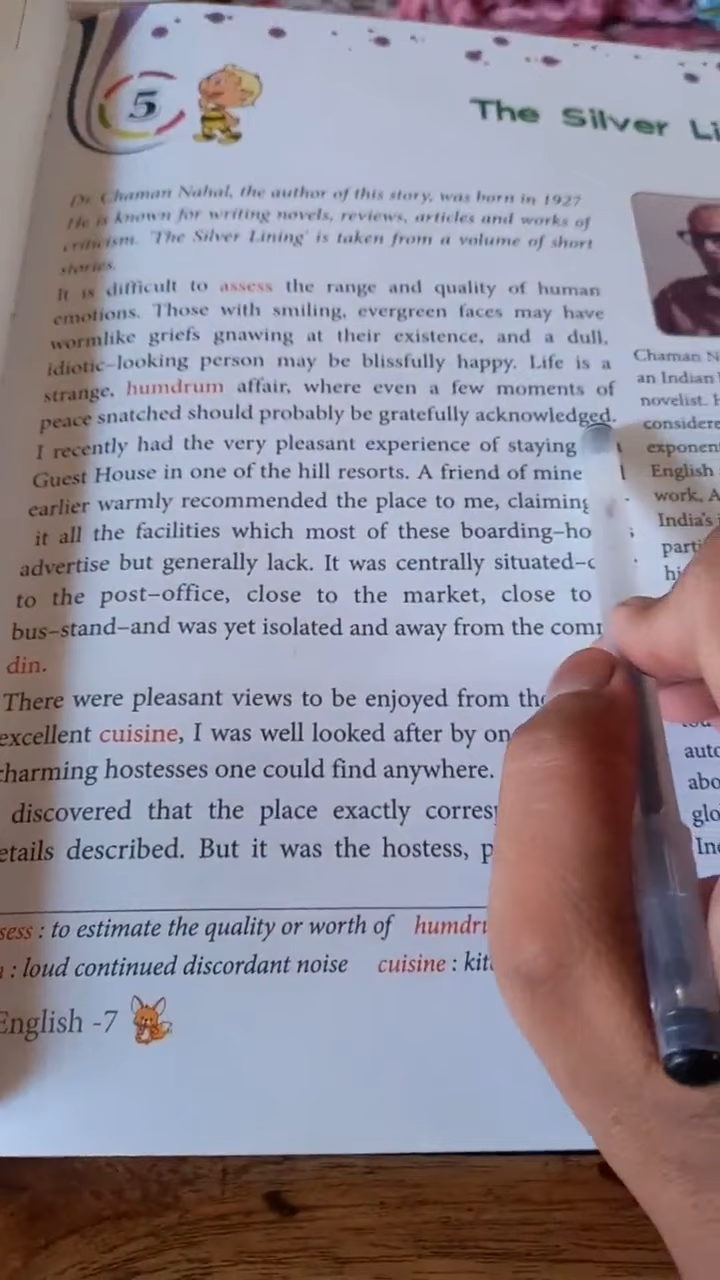 5
The Silver Li
Dr. Chaman Nahal, the author of this story, was born in 1927
He is known for writing novels, reviews, articles and works of
criticism. 'The Silver Lining' is taken from a volume of short
stories.
It is difficult to assess the range and quality of human
emotions. Those with smiling, evergreen faces may have
wormlike griefs gnawing at their existence, and a dull,
idiotic-looking person may be blissfully happy. Life is a
strange, humdrum affair, where even a few moments of
peace snatched should probably be gratefully acknowledged.
I recently had the very pleasant experience of staying
Guest House in one of the hill resorts. A friend of mine
earlier warmly recommended the place to me, claiming
it all the facilities which most of these boarding-ho
advertise but generally lack. It was centrally situated-c
to the post-office, close to the market, close to
bus-stand-and was yet isolated and away from the com
din.
There were pleasant views to be enjoyed from the
excellent cuisine, I was well looked after by on
charming hostesses one could find anywhere.
discovered that the place exactly corres
etails described. But it was the hostess, p
Chaman N
an Indian
novelist. H
considere
exponen
English
work, A
India's
parti
hi
auto
abo
glo
In
sess : to estimate the quality or worth of humdr
: loud continued discordant noise cuisine : kit
English -7